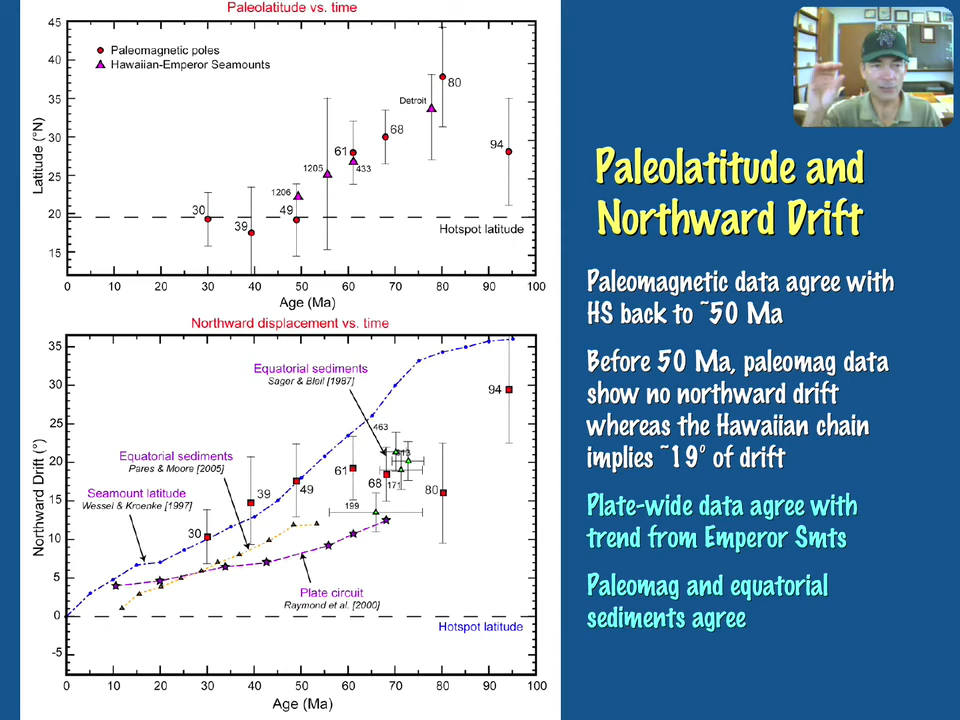 Paleolatitude vs. time
45
40
35
30
25
20
15
Latitude (°N)
Paleomagnetic poles
Hawaiian-Emperor Seamounts
30
39
49
1206
1205
61
433
68
Detroit
80
94
Hotspot latitude
0 10 20 30 40 50 60 70 80 90 100
Age (Ma)
Northward displacement vs. time
35
30
25
20
15
10
5
0
-5
Northward Drift (°)
Equatorial sediments
Sager & Bleil [1987]
Equatorial sediments
Pares & Moore [2005]
Seamount latitude
Wessel & Kroenke [1997]
30
39
49
61
463
68
171
199
80
94
Plate circuit
Raymond et al. [2000]
Hotspot latitude
0 10 20 30 40 50 60 70 80 90 100
Age (Ma)
Paleolatitude and
Northward Drift
Paleomagnetic data agree with
HS back to ~50 Ma
Before 50 Ma, paleomag data
show no northward drift
whereas the Hawaiian chain
implies ~19° of drift
Plate-wide data agree with
trend from Emperor Smts
Paleomag and equatorial
sediments agree